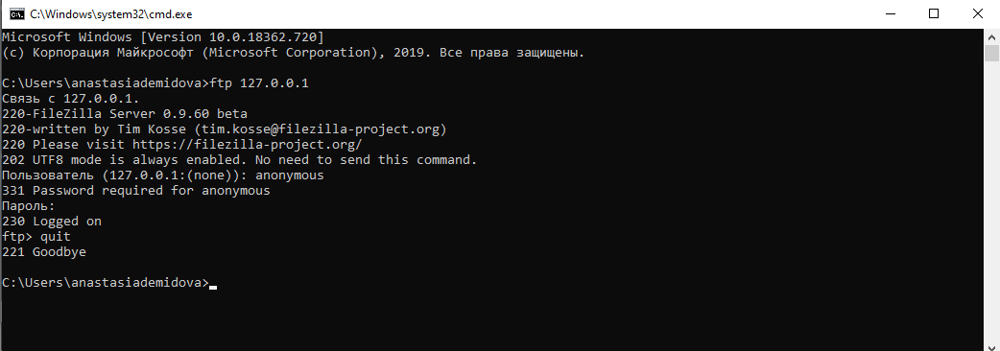 C:\Windows\system32\cmd.exe
Microsoft Windows [Version 10.0.18362.720]
(c) Корпорация Майкрософт (Microsoft Corporation), 2019. Все права защищены.
C:\Users\anastasiademidova>ftp 127.0.0.1
Связь с 127.0.0.1.
220-FileZilla Server 0.9.60 beta
220-written by Tim Kosse (tim.kosse@filezilla-project.org)
220 Please visit https://filezilla-project.org/
202 UTF8 mode is always enabled. No need to send this command.
Пользователь (127.0.0.1:(none)): anonymous
331 Password required for anonymous
Пароль:
230 Logged on
ftp> quit
221 Goodbye
C:\Users\anastasiademidova>